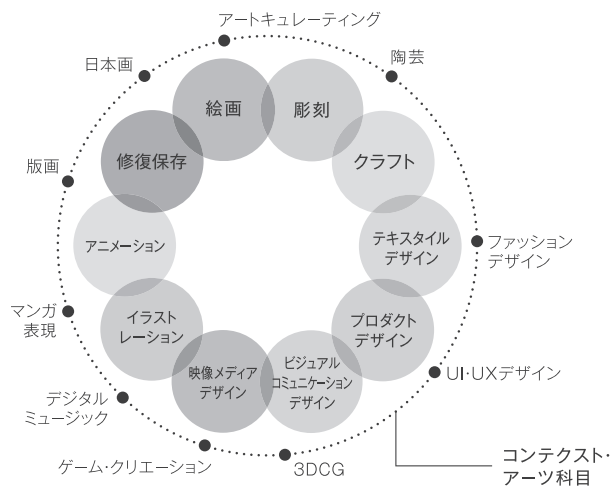 アートキュレーティング
日本画
陶芸
絵画
彫刻
修復保存
クラフト
版画
アニメーション
テキスタイル
デザイン
ファッション
デザイン
マンガ
表現
イラスト
レーション
プロダクト
デザイン
映像メディア
デザイン
ビジュアル
コミュニケーション
デザイン
UI・UXデザイン
デジタル
ミュージック
ゲーム・クリエーション
3DCG
コンテクスト・
アーツ科目